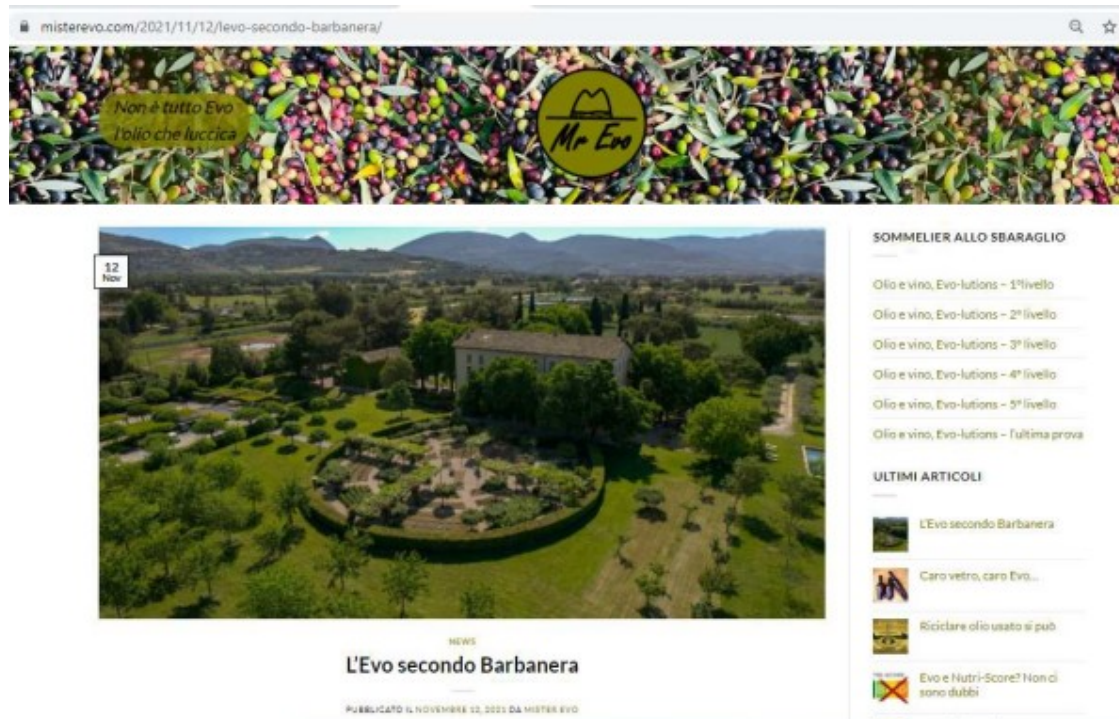 misterevo.com/2021/11/12/levo-secondo-barbanera/
Non è tutto Evo
l'olio che luccica
Mr Evo
12
Nov
SOMMELIER ALLO SBARAGLIO
Olio e vino, Evo-lutions – 1° livello
Olio e vino, Evo-lutions – 2° livello
Olio e vino, Evo-lutions – 3° livello
Olio e vino, Evo-lutions – 4° livello
Olio e vino, Evo-lutions – 5° livello
Olio e vino, Evo-lutions – l'ultima prova
ULTIMI ARTICOLI
L'Evo secondo Barbanera
Caro vetro, caro Evo...
Riciclare olio usato si può
Evo e Nutri-Score? Non ci
sono dubbi
NEWS
L'Evo secondo Barbanera
PUBBLICATO IL NOVEMBRE 12, 2021 DA MISTER EVO